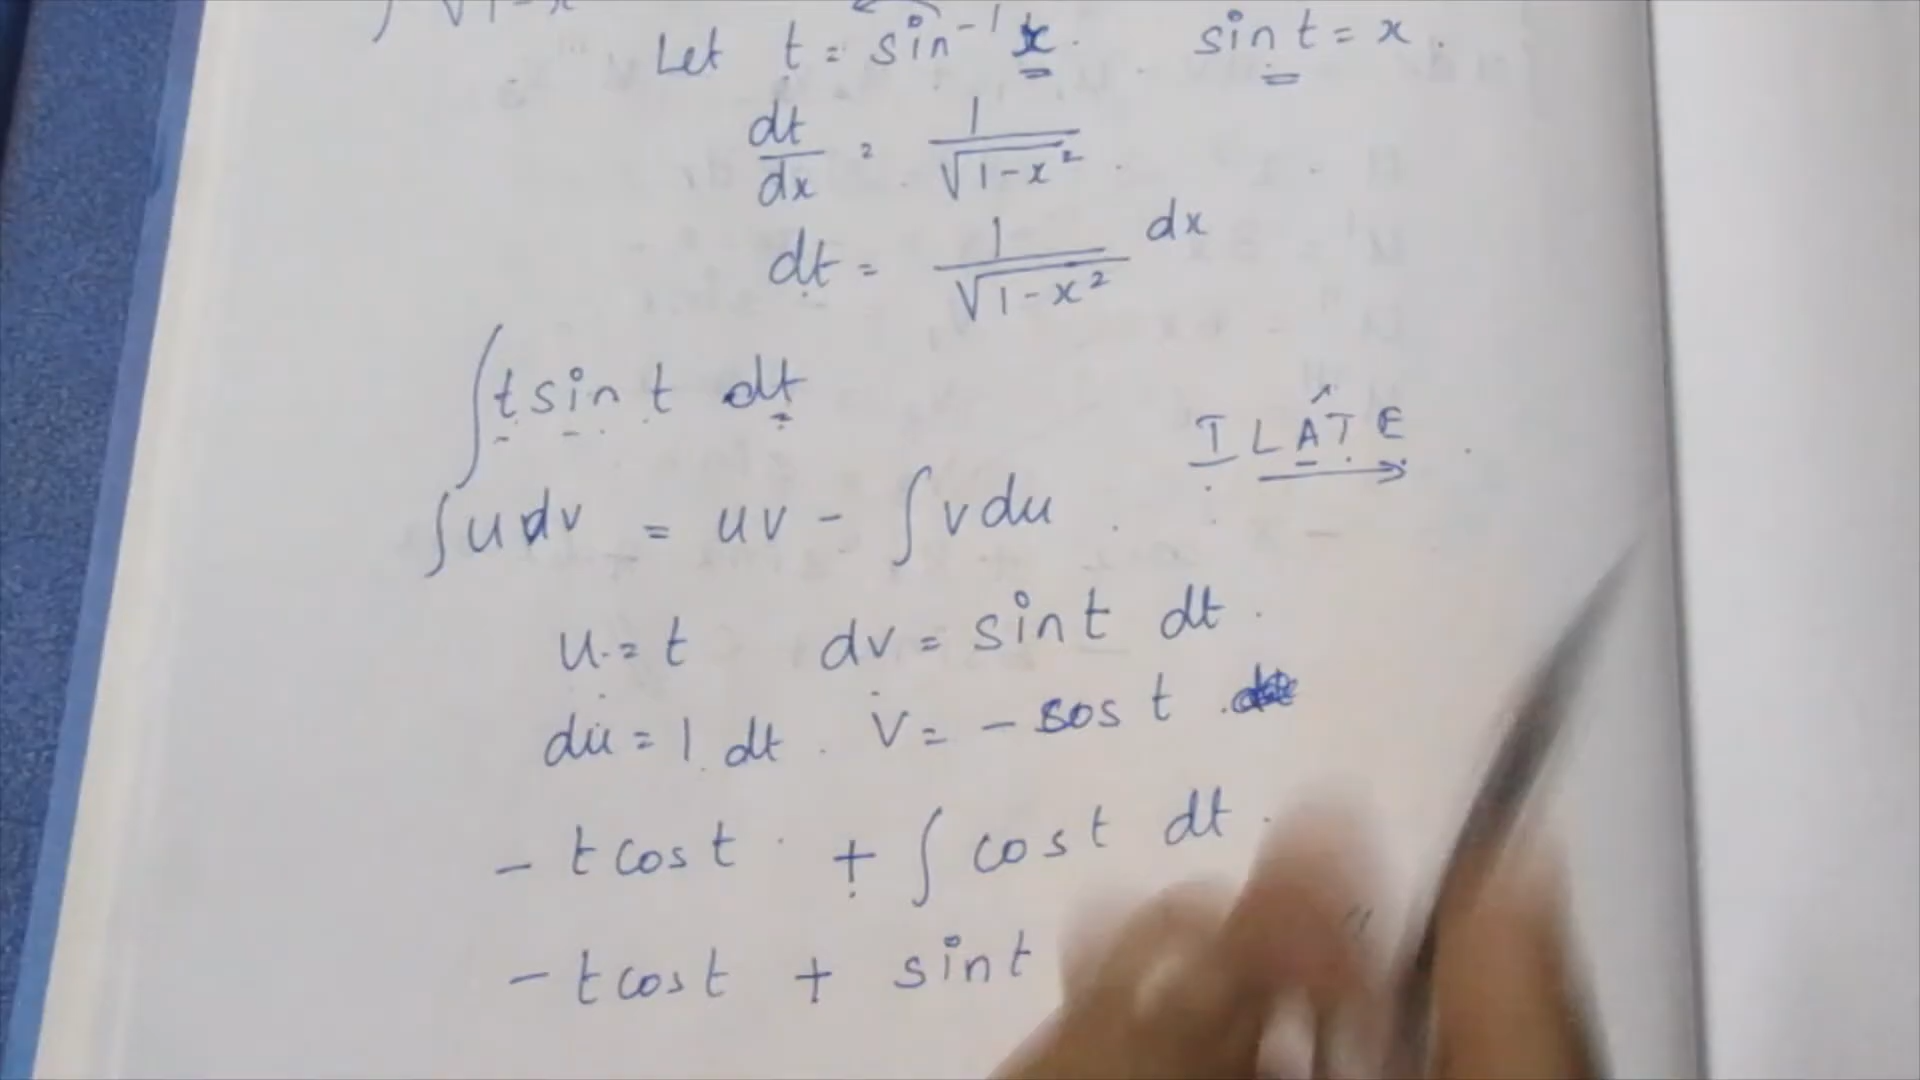 ∫ √1-x
Let t = sin⁻¹ x. sin t = x.
dt/dx = 1/√1-x²
dt = 1/√1-x² dx
∫ t sin t dt
I L A T E
∫ u dv = uv - ∫ v du
u = t dv = sin t dt.
du = 1. dt. v = - cos t
- t cos t + ∫ cos t dt.
- t cos t + sin t